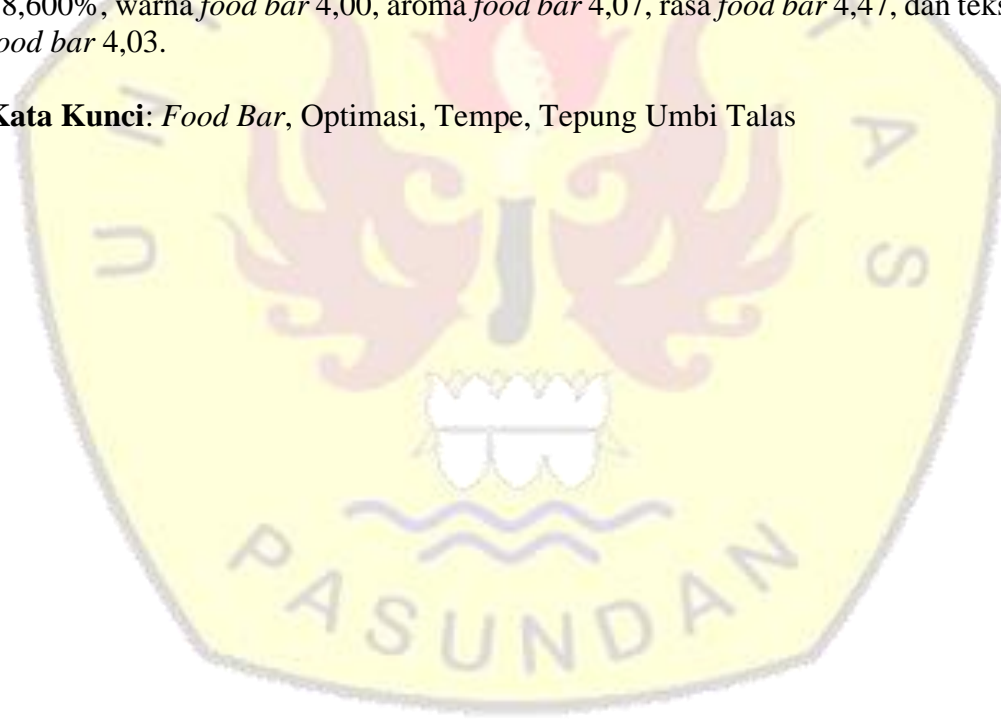 8,600%, warna food bar 4,00, aroma food bar 4,07, rasa food bar 4,47, dan teks
ood bar 4,03.
Kata Kunci: Food Bar, Optimasi, Tempe, Tepung Umbi Talas
U N
A S
PASUNDAN